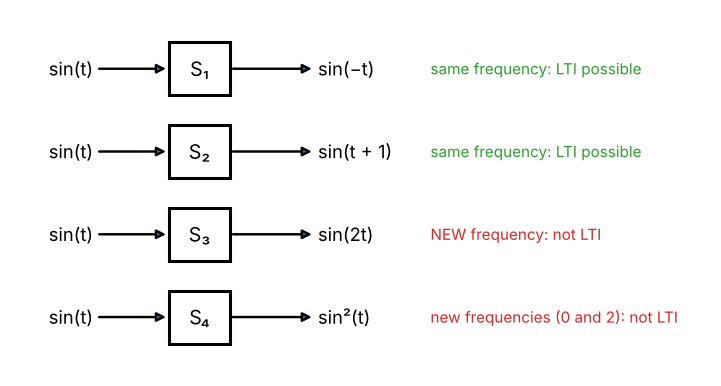 sin(t) S₁ sin(−t) same frequency: LTI possible
sin(t) S₂ sin(t + 1) same frequency: LTI possible
sin(t) S₃ sin(2t) NEW frequency: not LTI
sin(t) S₄ sin²(t) new frequencies (0 and 2): not LTI